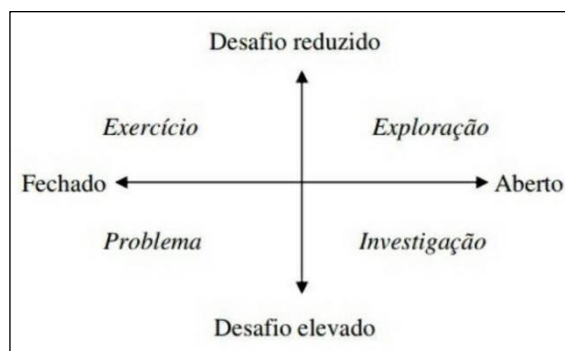 Desafio reduzido
Exercício Exploração
Fechado Aberto
Problema Investigação
Desafio elevado